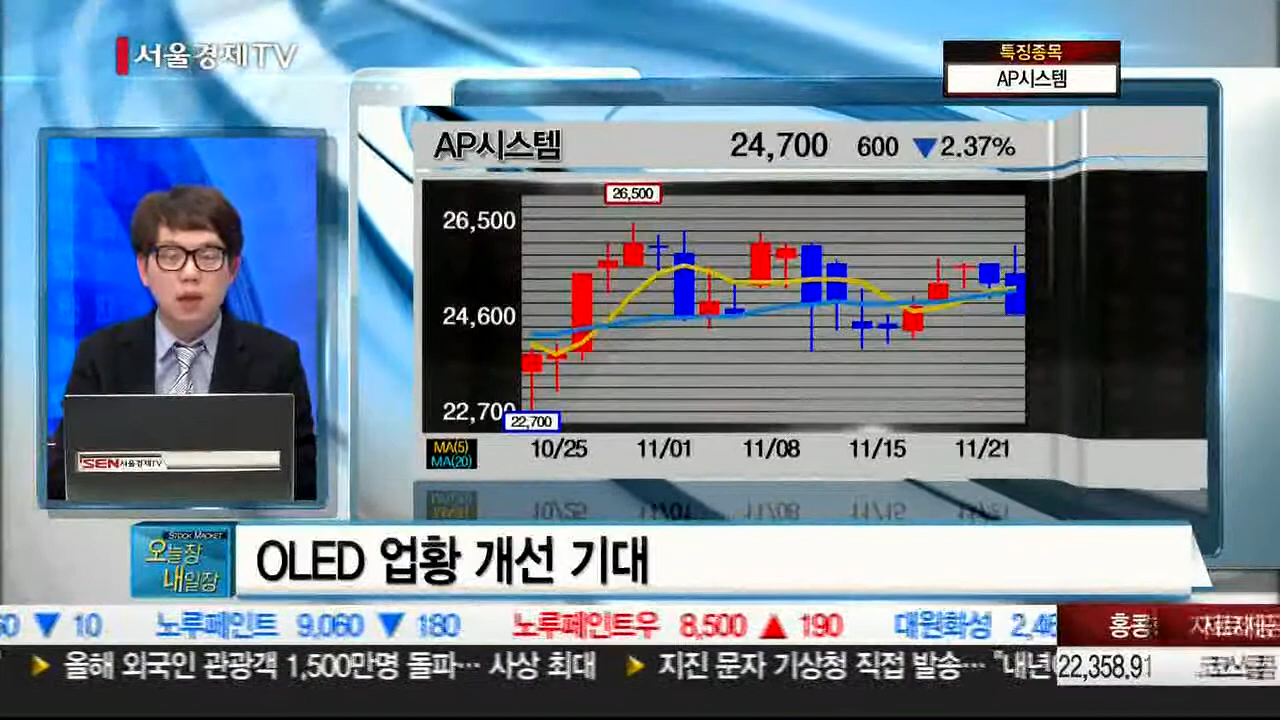 서울경제TV
특징종목
AP시스템
AP시스템 24,700 600 ▼2.37%
26,500
26,500
24,600
22,700
22,700
MA(5)
MA(20)
10/25 11/01 11/08 11/15 11/21
SEN서울경제TV
STOCK MARKET
오늘장
내일장
OLED 업황 개선 기대
▼ 10 노루페인트 9,060 ▼ 180 노루페인트우 8,500 ▲ 190 대원화성
홍콩
올해 외국인 관광객 1,500만명 돌파… 사상 최대 지진 문자 기상청 직접 발송… "내년
22,358.91